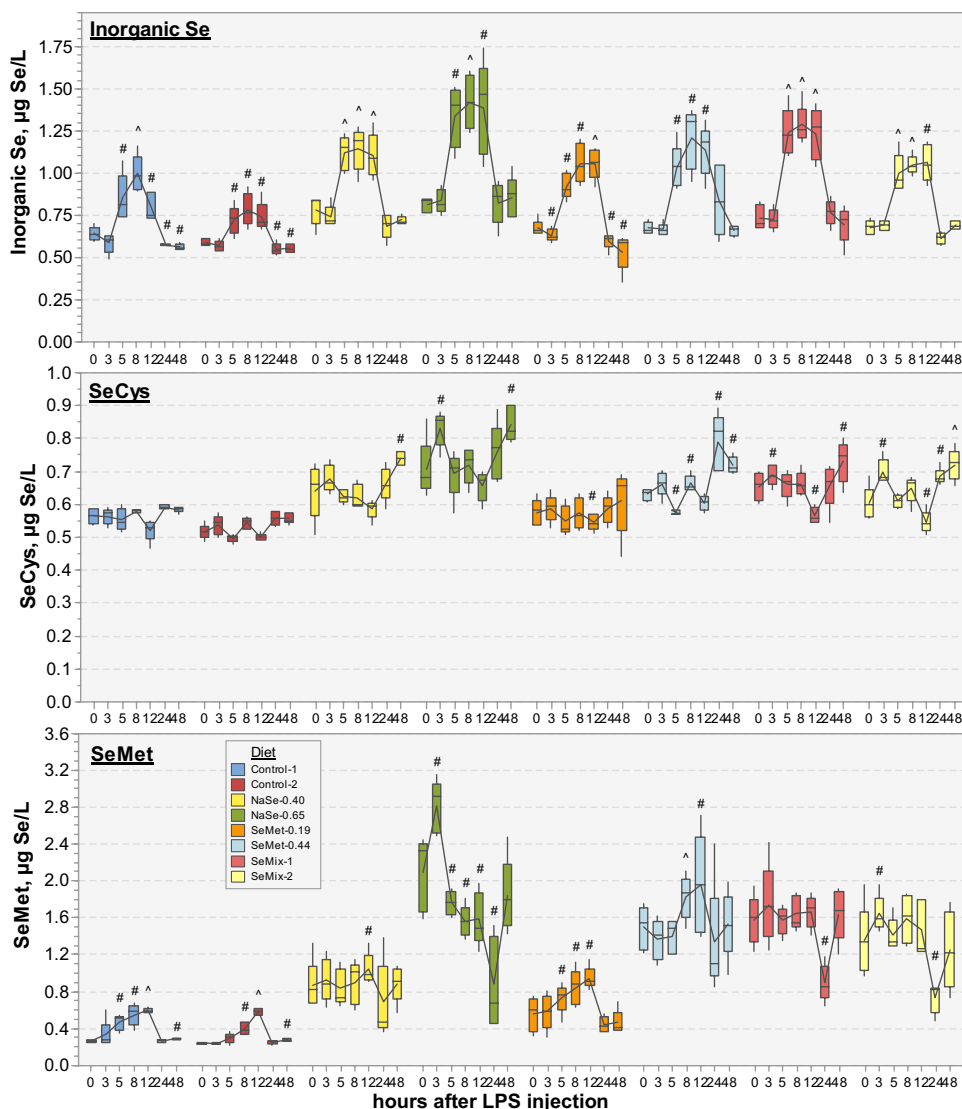 Inorganic Se
Inorganic Se, µg Se/L
1.75
1.50
1.25
1.00
0.75
0.50
0.25
0.00
# ^ # # # # # # # # # ^ ^ ^ # ^ # # # ^ # # # # # ^ ^ ^ ^ ^ #
0 3 5 8 12 24 48 0 3 5 8 12 24 48 0 3 5 8 12 24 48 0 3 5 8 12 24 48 0 3 5 8 12 24 48 0 3 5 8 12 24 48 0 3 5 8 12 24 48 0 3 5 8 12 24 48
SeCys
SeCys, µg Se/L
1.0
0.9
0.8
0.7
0.6
0.5
0.4
0.3
0.2
0.1
0.0
# # # # # # # # # # # # # # ^
0 3 5 8 12 24 48 0 3 5 8 12 24 48 0 3 5 8 12 24 48 0 3 5 8 12 24 48 0 3 5 8 12 24 48 0 3 5 8 12 24 48 0 3 5 8 12 24 48 0 3 5 8 12 24 48
SeMet
SeMet, µg Se/L
3.6
3.2
2.8
2.4
2.0
1.6
1.2
0.8
0.4
0.0
Diet
Control-1
Control-2
NaSe-0.40
NaSe-0.65
SeMet-0.19
SeMet-0.44
SeMix-1
SeMix-2
# # ^ # # ^ # # # # # # # # # # ^ # # # #
0 3 5 8 12 24 48 0 3 5 8 12 24 48 0 3 5 8 12 24 48 0 3 5 8 12 24 48 0 3 5 8 12 24 48 0 3 5 8 12 24 48 0 3 5 8 12 24 48 0 3 5 8 12 24 48
hours after LPS injection